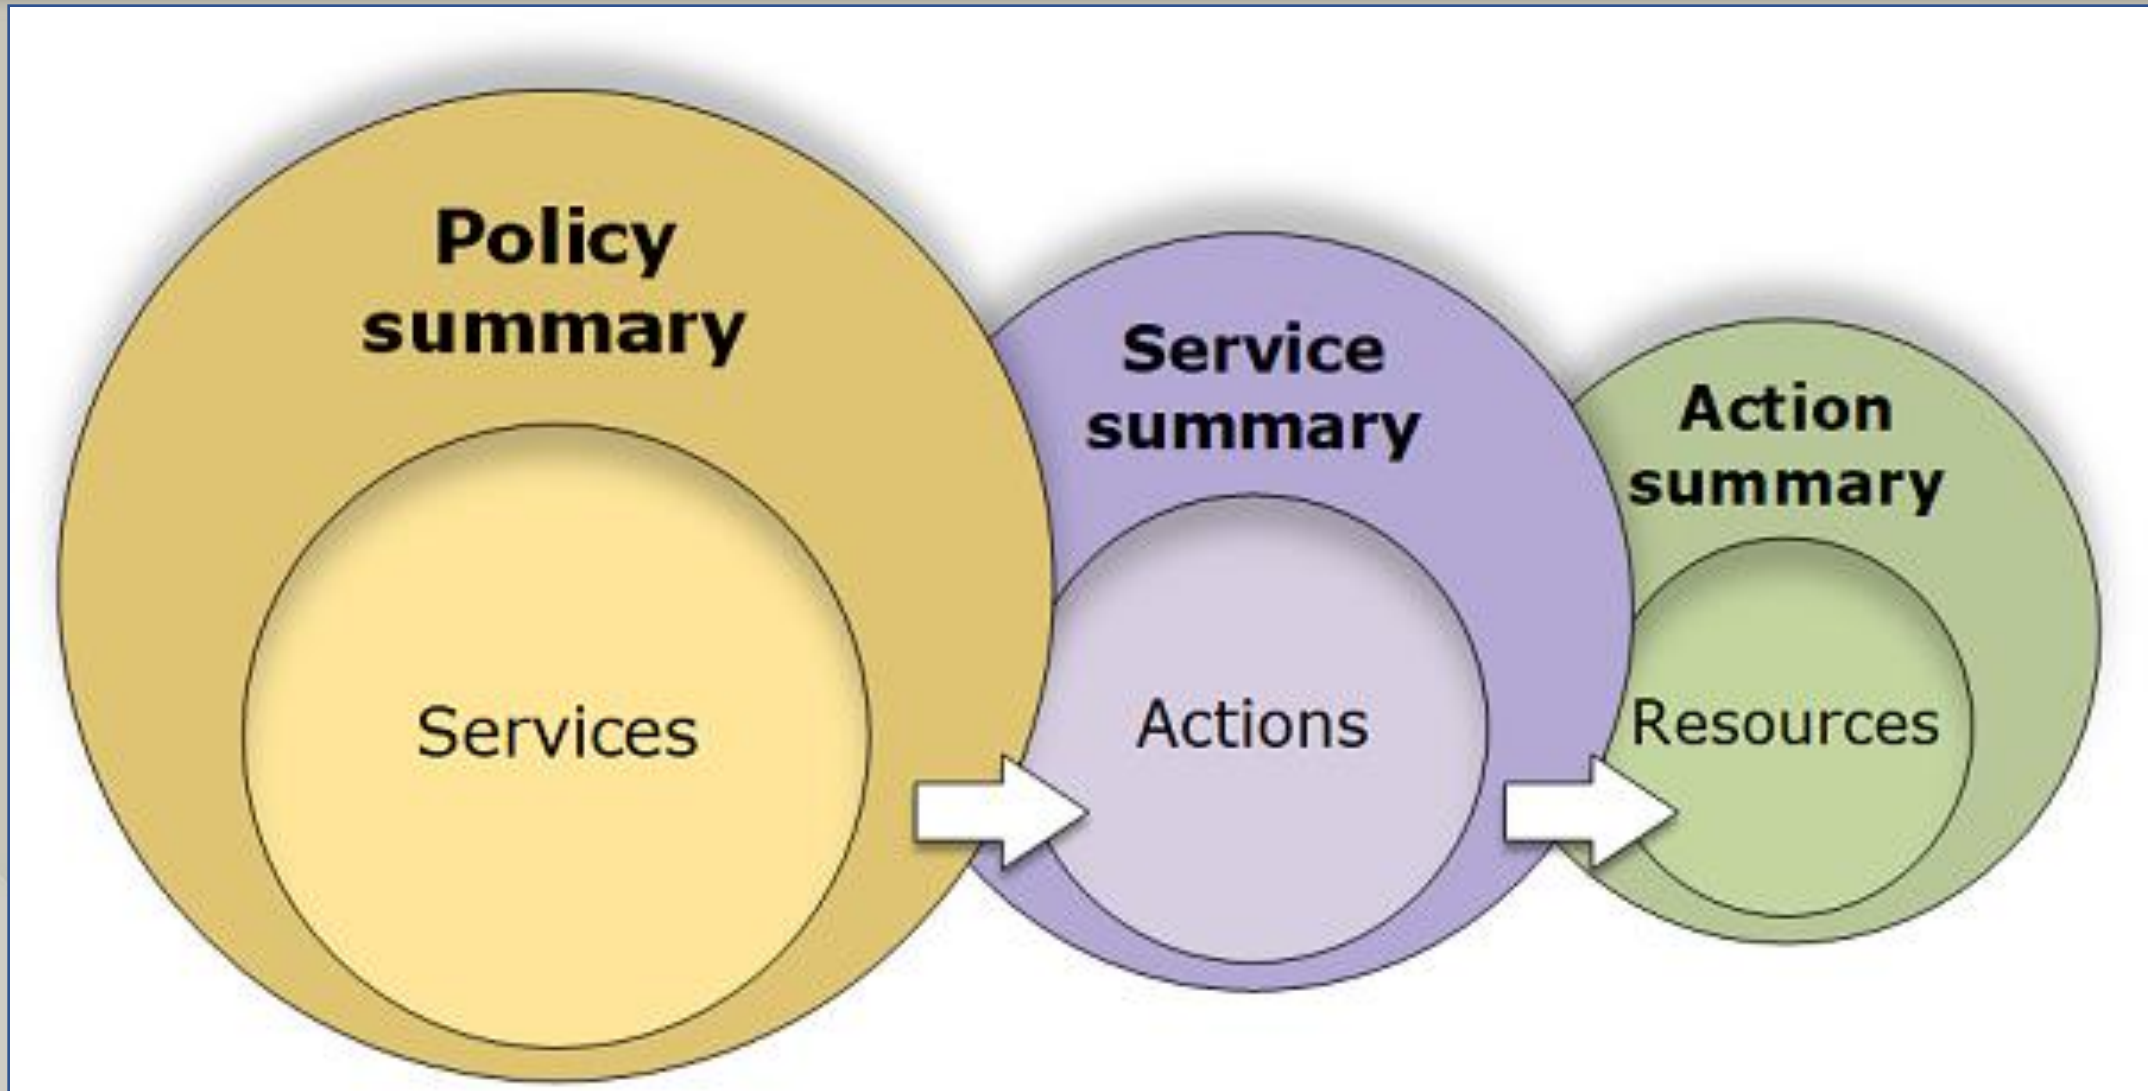 Policy
summary
Services
Service
summary
Actions
Action
summary
Resources